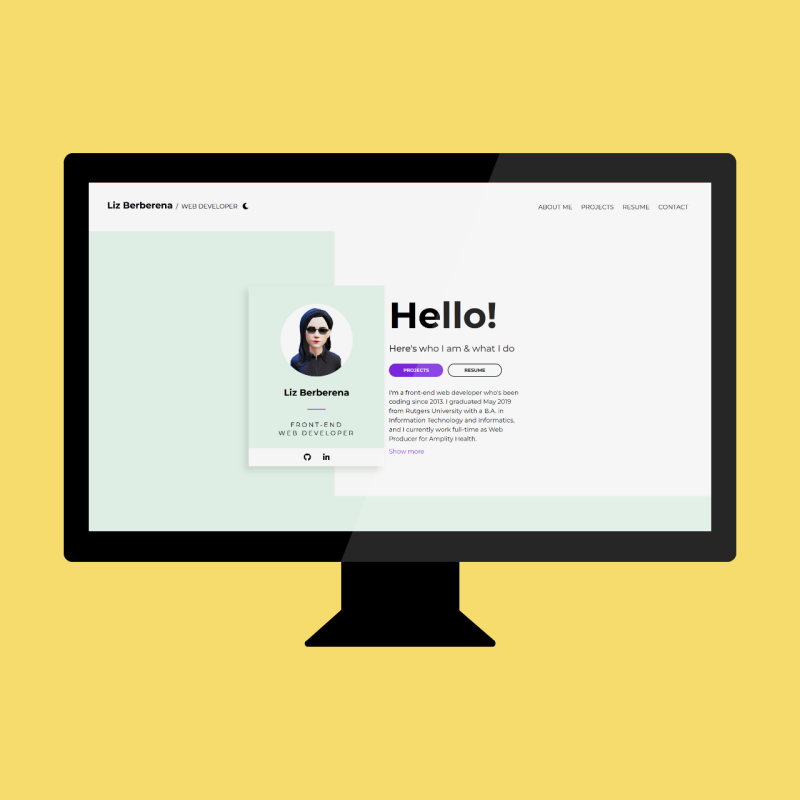 Liz Berberena / WEB DEVELOPER
ABOUT ME PROJECTS RESUME CONTACT
Liz Berberena
FRONT-END
WEB DEVELOPER
in
Hello!
Here's who I am & what I do
PROJECTS RESUME
I'm a front-end web developer who's been
coding since 2013. I graduated May 2019
from Rutgers University with a B.A. in
Information Technology and Informatics,
and I currently work full-time as Web
Producer for Amplity Health.
Show more